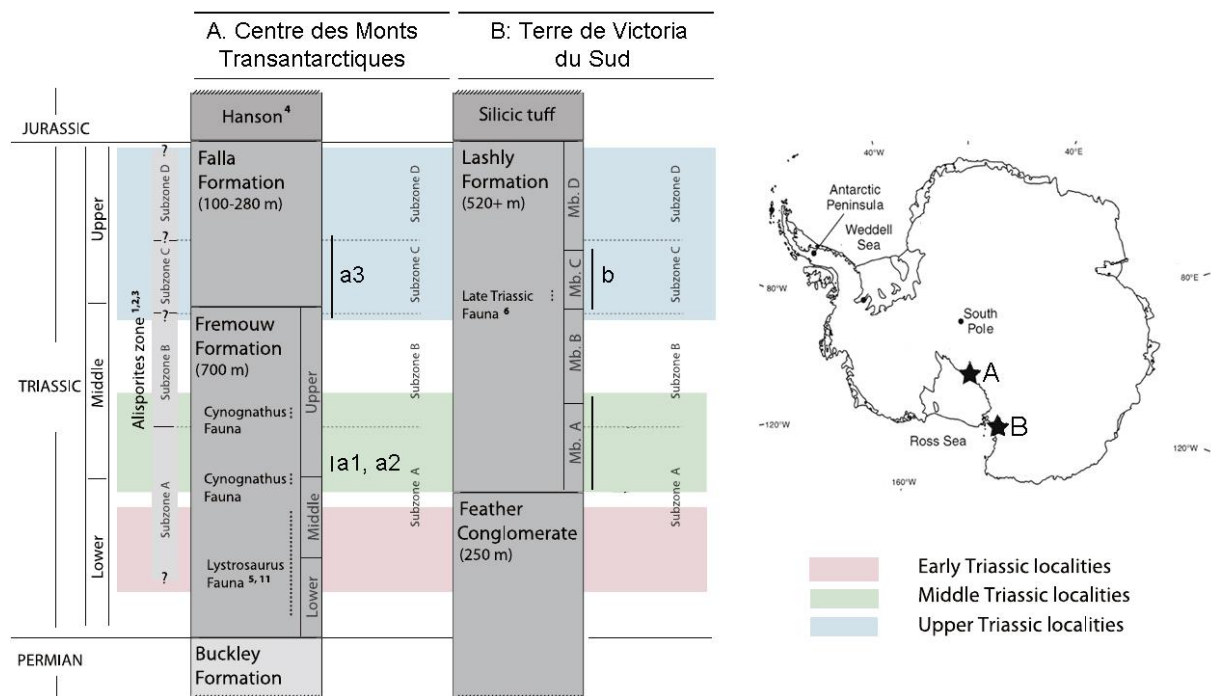 A. Centre des Monts
Transantarctiques
B: Terre de Victoria
du Sud
JURASSIC
TRIASSIC
PERMIAN
Upper
Middle
Lower
Alisporites zone 1,2,3
?
Subzone D
?
Subzone C
?
Subzone B
Subzone A
?
Hanson 4
Falla
Formation
(100-280 m)
Fremouw
Formation
(700 m)
Cynognathus
Fauna
Cynognathus
Fauna
Lystrosaurus
Fauna 5, 11
Upper
Middle
Lower
Buckley
Formation
Subzone D
Subzone C
Subzone B
Subzone A
a3
a1, a2
Silicic tuff
Lashly
Formation
(520+ m)
Late Triassic
Fauna 6
Mb. D
Mb. C
Mb. B
Mb. A
Feather
Conglomerate
(250 m)
b
Subzone D
Subzone C
Subzone B
Subzone A
40°W
40°E
Antarctic
Peninsula
Weddell
Sea
80°W
80°E
South
Pole
A
B
120°W
Ross Sea
120°W
160°W
Early Triassic localities
Middle Triassic localities
Upper Triassic localities